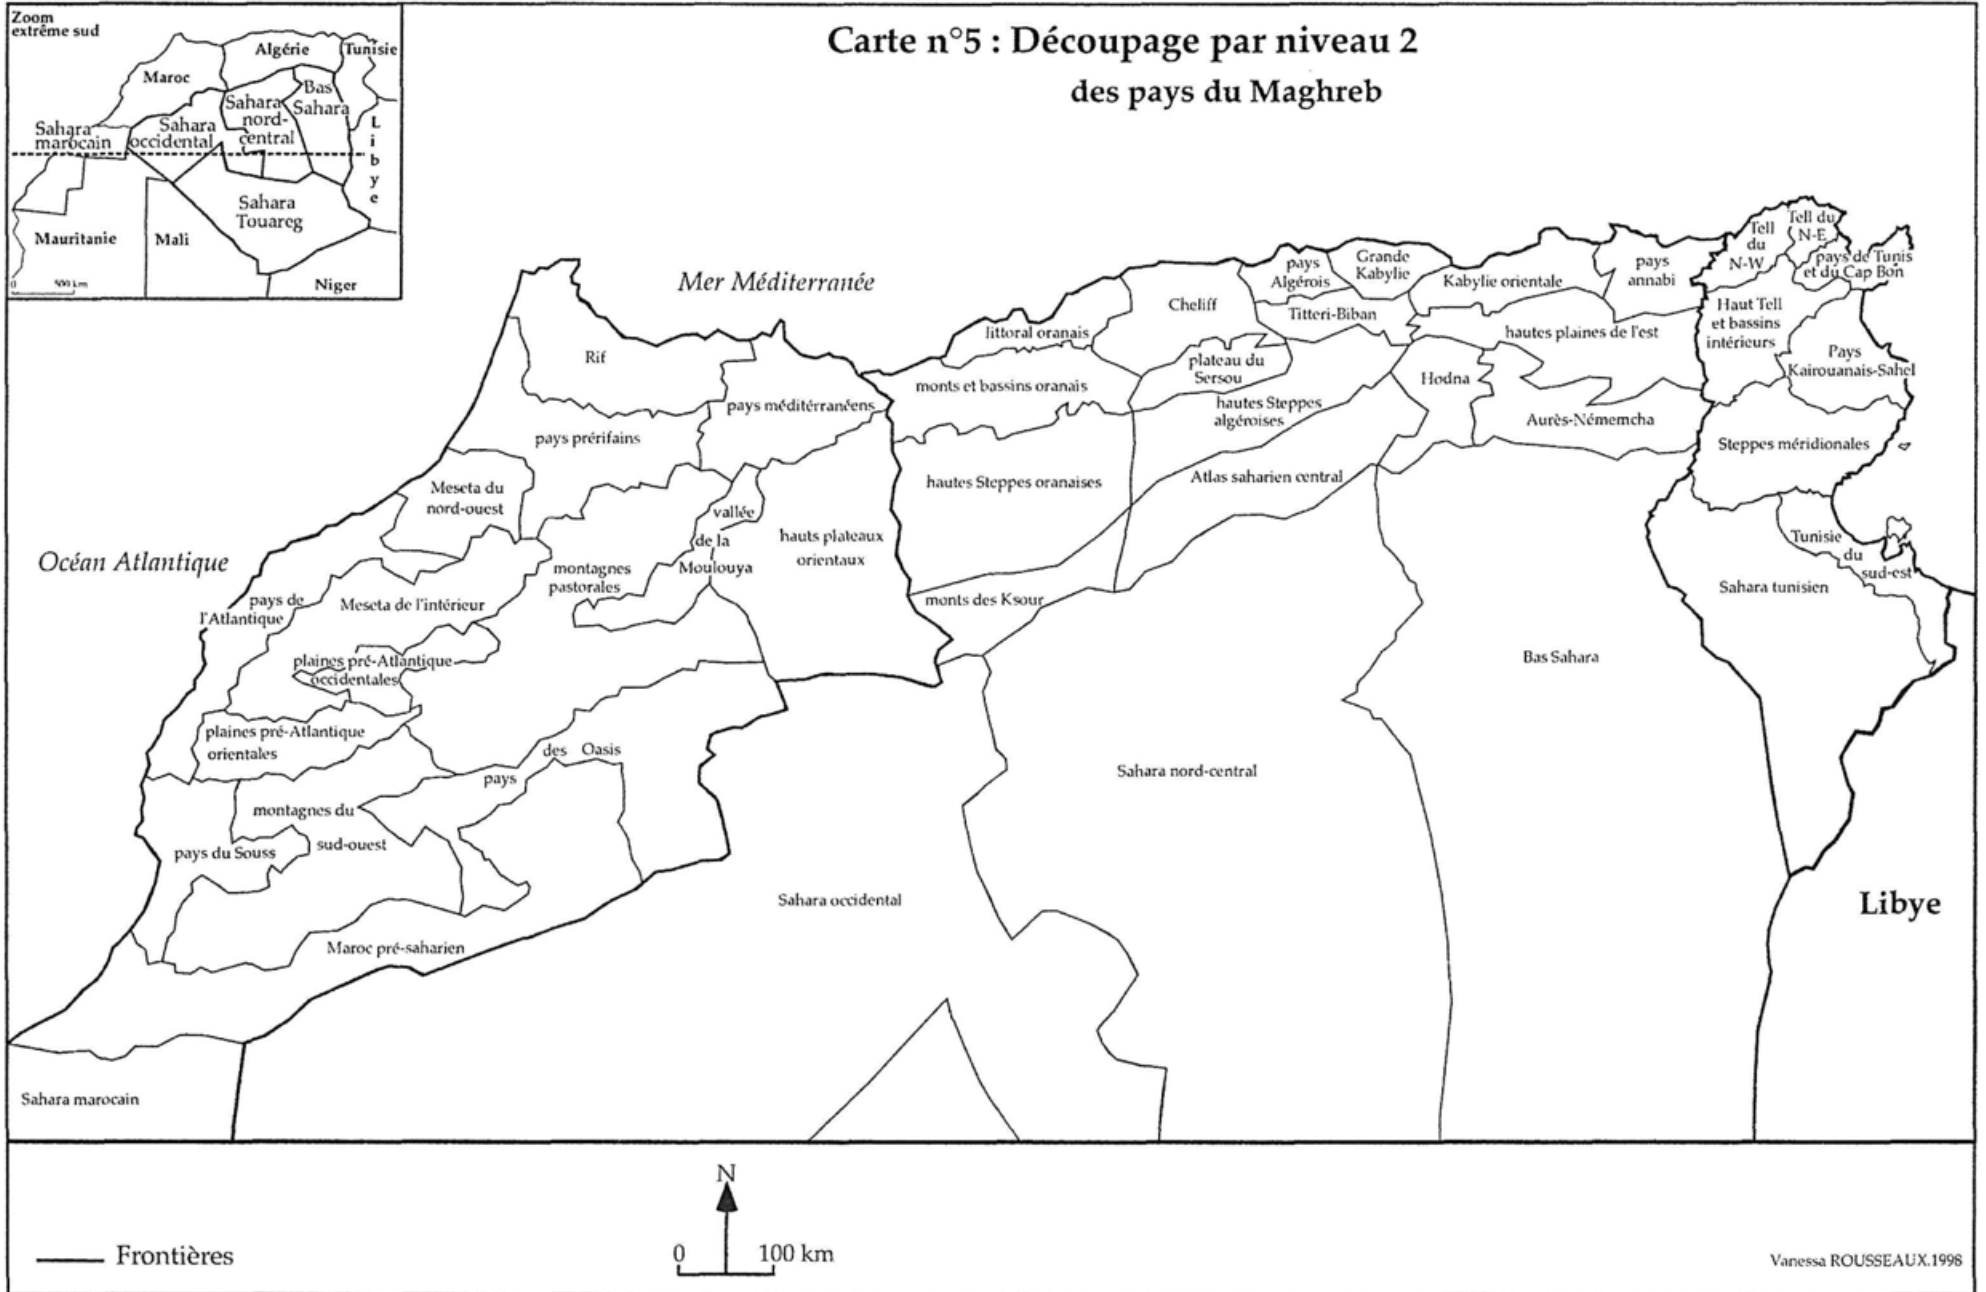 Zoom
extrême sud
Algérie
Tunisie
Maroc
Bas
Sahara
Sahara
nord-
central
Sahara
occidental
Sahara
marocain
Libye
Sahara
Touareg
Mauritanie
Mali
Niger
0 500 km
Carte n°5 : Découpage par niveau 2
des pays du Maghreb
Mer Méditerranée
Océan Atlantique
Rif
pays prérifains
pays méditérranéens
Meseta du
nord-ouest
vallée
de la
Moulouya
hauts plateaux
orientaux
montagnes
pastorales
pays de
l'Atlantique
Meseta de l'intérieur
plaines pré-Atlantique
occidentales
plaines pré-Atlantique
orientales
pays des Oasis
montagnes du
sud-ouest
pays du Souss
Maroc pré-saharien
Sahara marocain
littoral oranais
Cheliff
pays
Algérois
Grande
Kabylie
Kabylie orientale
pays
annabi
Titteri-Biban
hautes plaines de l'est
monts et bassins oranais
plateau du
Sersou
Hodna
hautes Steppes
algéroises
Aurès-Némemcha
hautes Steppes oranaises
Atlas saharien central
monts des Ksour
Sahara occidental
Sahara nord-central
Bas Sahara
Tell
du
N-W
Tell du
N-E
pays de Tunis
et du Cap Bon
Haut Tell
et bassins
intérieurs
Pays
Kairouanais-Sahel
Steppes méridionales
Tunisie
du
sud-est
Sahara tunisien
Libye
N
0 100 km
Frontières
Vanessa ROUSSEAUX.1998